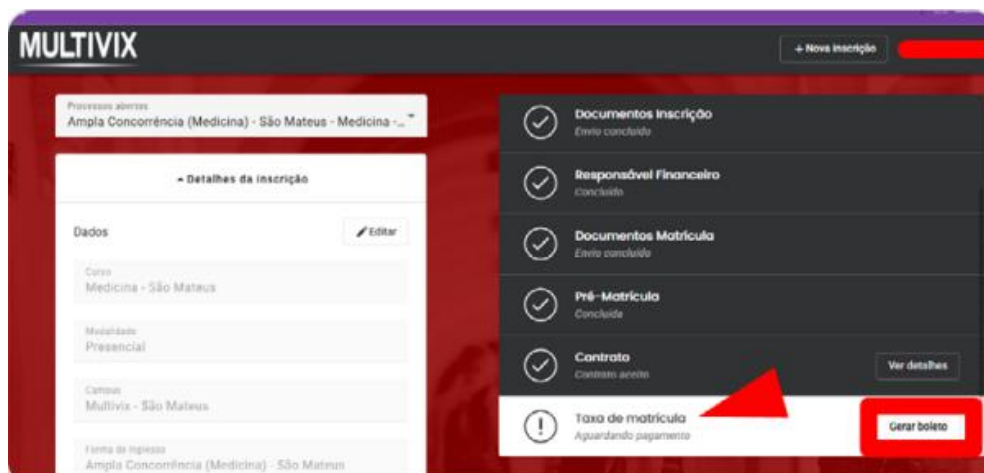 MULTIVIX
+ Nova inscrição
Processos abertos
Ampla Concorrência (Medicina) - São Mateus - Medicina -...
Detalhes da inscrição
Dados
Editar
Curso
Medicina - São Mateus
Modalidade
Presencial
Campus
Multivix - São Mateus
Forma de ingresso
Ampla Concorrência (Medicina) - São Mateus
Documentos Inscrição
Envio concluído
Responsável Financeiro
Concluído
Documentos Matrícula
Envio concluído
Pré-Matrícula
Concluída
Contrato
Contrato aceito
Ver detalhes
Taxa de matrícula
Aguardando pagamento
Gerar boleto